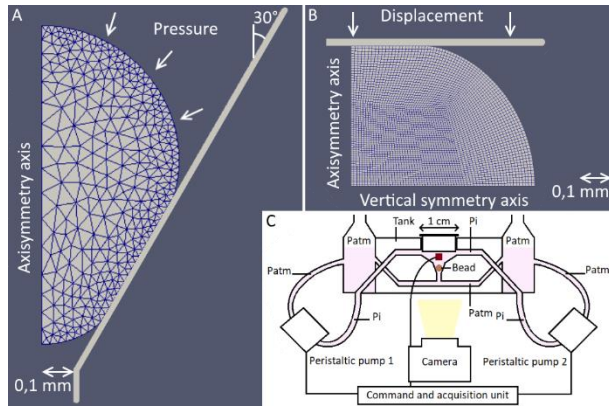 A
Pressure
30°
Axisymmetry axis
0,1 mm
B
Displacement
Axisymmetry axis
Vertical symmetry axis
0,1 mm
C
Tank
1 cm
Pi
Patm
Patm
Patm
Patm
Bead
Pi
Patm
Pi
Peristaltic pump 1
Camera
Peristaltic pump 2
Command and acquisition unit